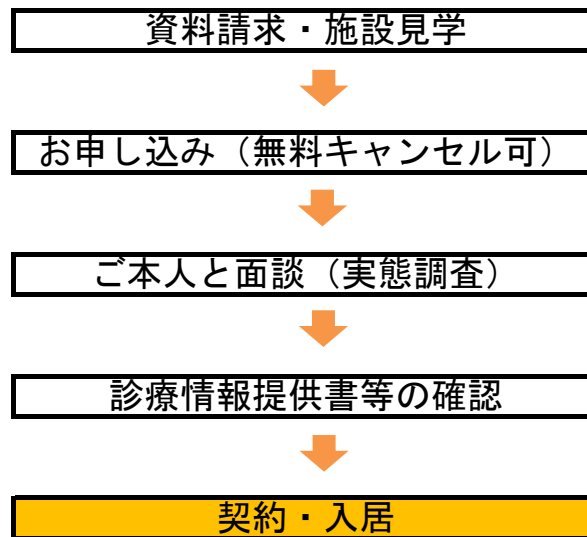 資料請求・施設見学
お申し込み（無料キャンセル可）
ご本人と面談（実態調査）
診療情報提供書等の確認
契約・入居